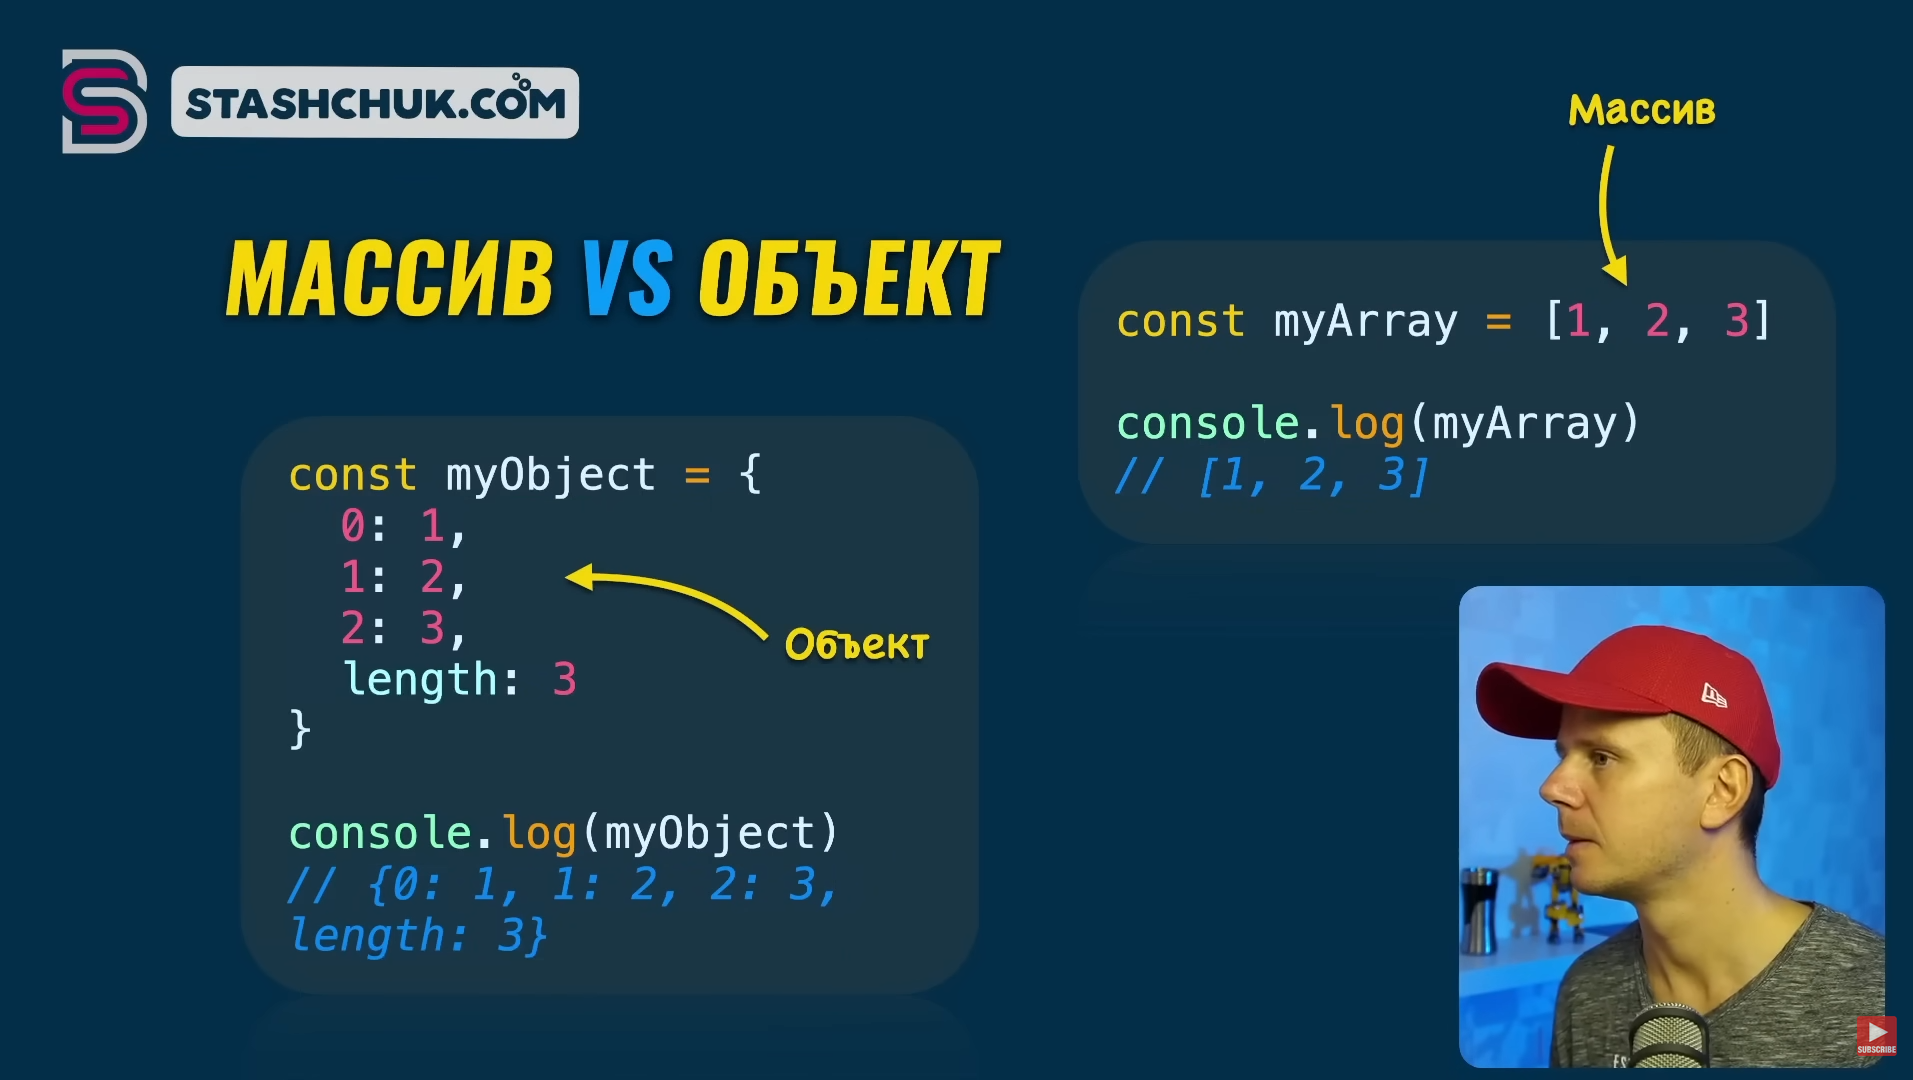 STASHCHUK.COM
Массив
МАССИВ VS ОБЪЕКТ
const myArray = [1, 2, 3]
console.log(myArray)
// [1, 2, 3]
const myObject = {
0: 1,
1: 2,
2: 3,
length: 3
}
Объект
console.log(myObject)
// {0: 1, 1: 2, 2: 3,
length: 3}
SUBSCRIBE